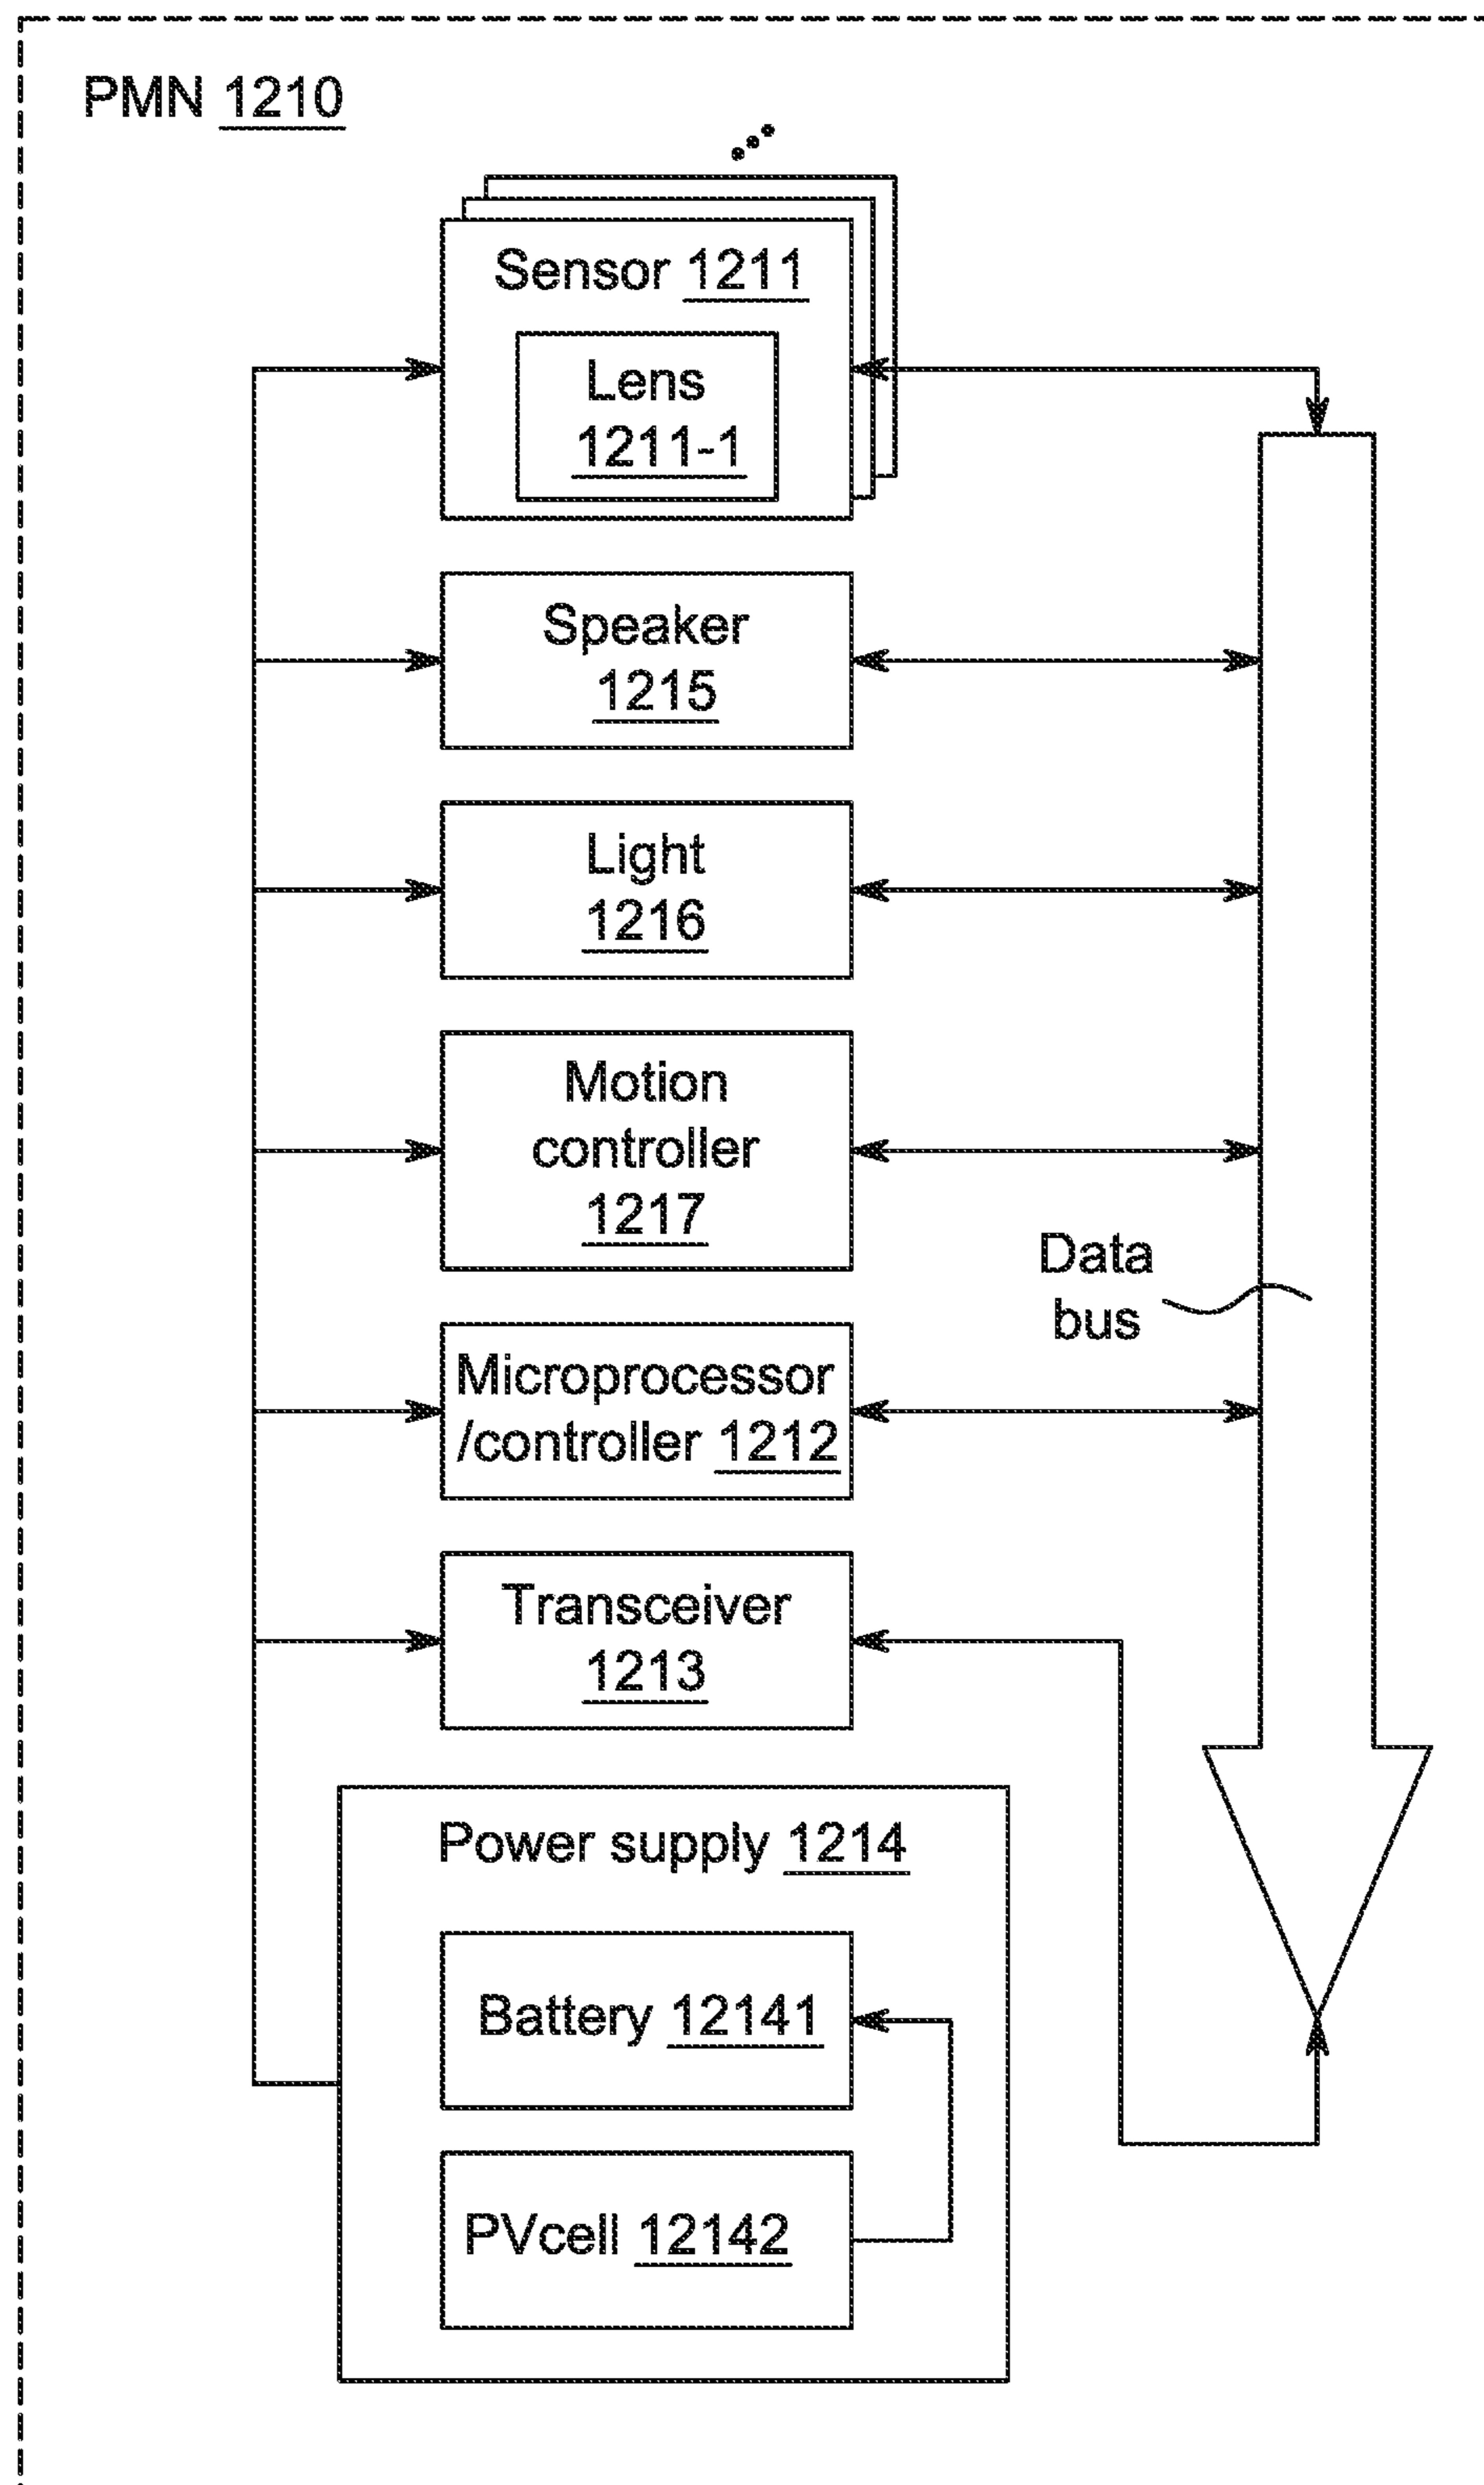 PMN 1210
Sensor 1211
Lens
1211-1
Speaker
1215
Light
1216
Motion
controller
1217
Data
bus
Microprocessor
/controller 1212
Transceiver
1213
Power supply 1214
Battery 12141
PVcell 12142